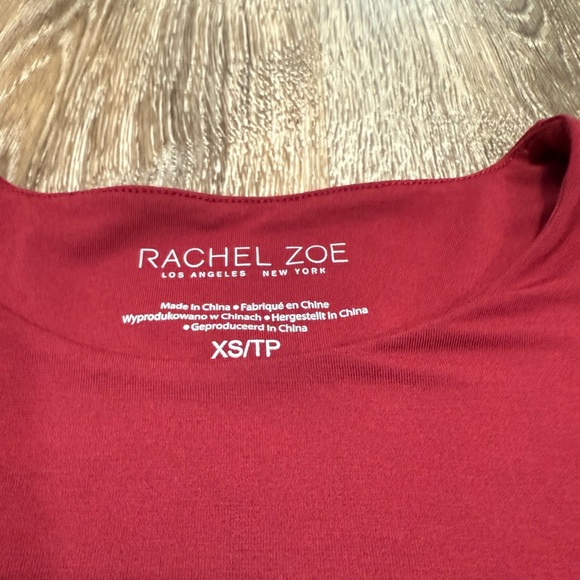 RACHEL ZOE
LOS ANGELES NEW YORK
Made in China • Fabriqué en Chine
Wyprodukowano w Chinach • Hergestellt in China
• Geproduceerd in China
XS/TP